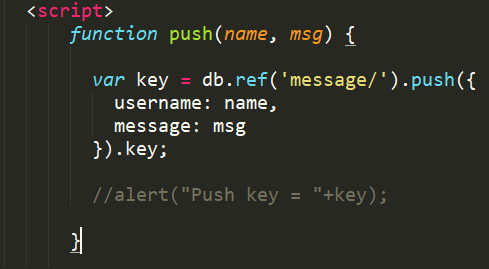 <script>
function push(name, msg) {
var key = db.ref('message/').push({
username: name,
message: msg
}).key;
//alert("Push key = "+key);
}